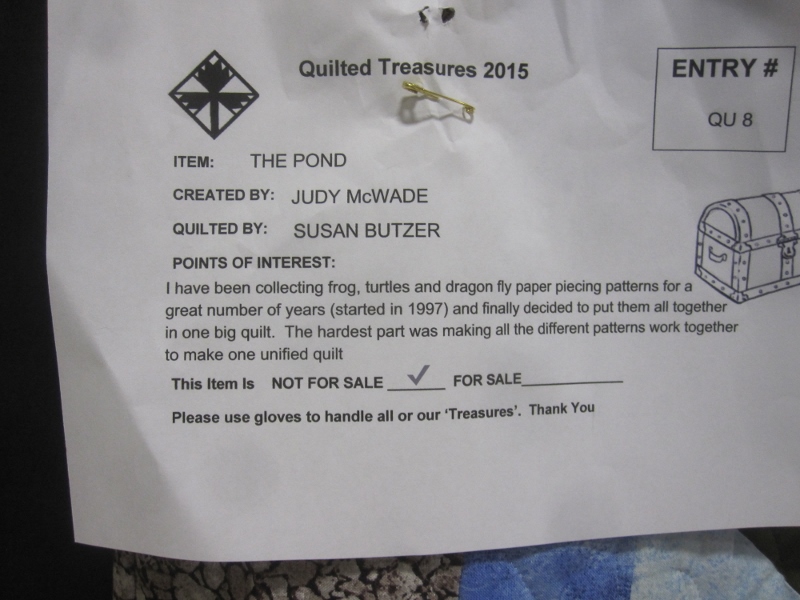 Quilted Treasures 2015
ENTRY #
QU 8
ITEM: THE POND
CREATED BY: JUDY McWADE
QUILTED BY: SUSAN BUTZER
POINTS OF INTEREST:
I have been collecting frog, turtles and dragon fly paper piecing patterns for a
great number of years (started in 1997) and finally decided to put them all together
in one big quilt. The hardest part was making all the different patterns work together
to make one unified quilt
This Item Is NOT FOR SALE ✓ FOR SALE
Please use gloves to handle all or our 'Treasures'. Thank You